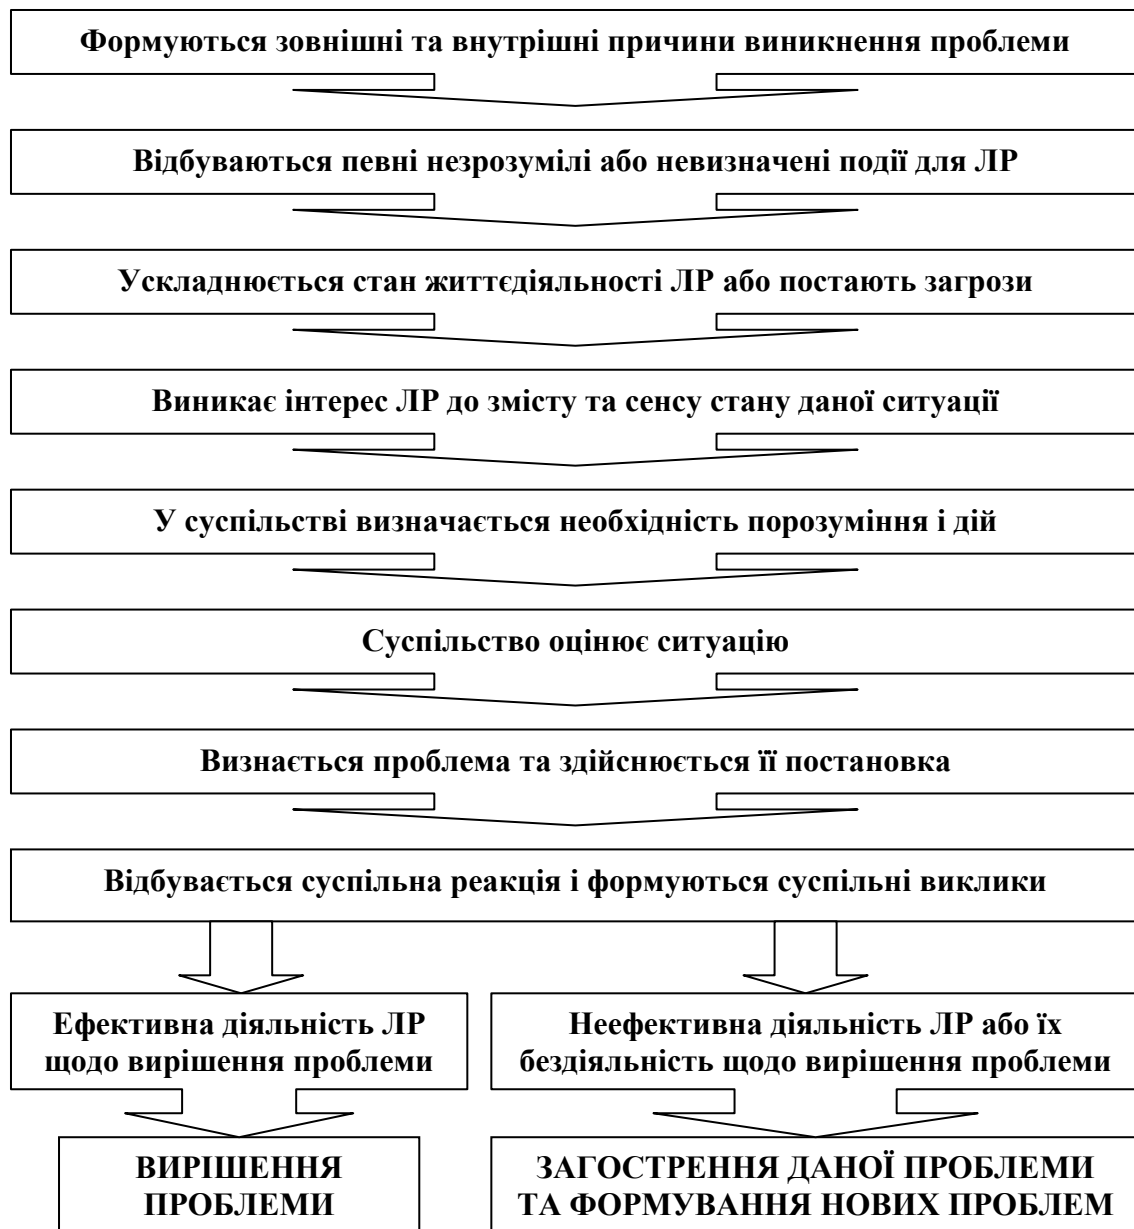 Формуються зовнішні та внутрішні причини виникнення проблеми
Відбуваються певні незрозумілі або невизначені події для ЛР
Ускладнюється стан життєдіяльності ЛР або постають загрози
Виникає інтерес ЛР до змісту та сенсу стану даної ситуації
У суспільстві визначається необхідність порозуміння і дій
Суспільство оцінює ситуацію
Визнається проблема та здійснюється її постановка
Відбувається суспільна реакція і формуються суспільні виклики
Ефективна діяльність ЛР
щодо вирішення проблеми
Неефективна діяльність ЛР або їх
бездіяльність щодо вирішення проблеми
ВИРІШЕННЯ
ПРОБЛЕМИ
ЗАГОСТРЕННЯ ДАНОЇ ПРОБЛЕМИ
ТА ФОРМУВАННЯ НОВИХ ПРОБЛЕМ